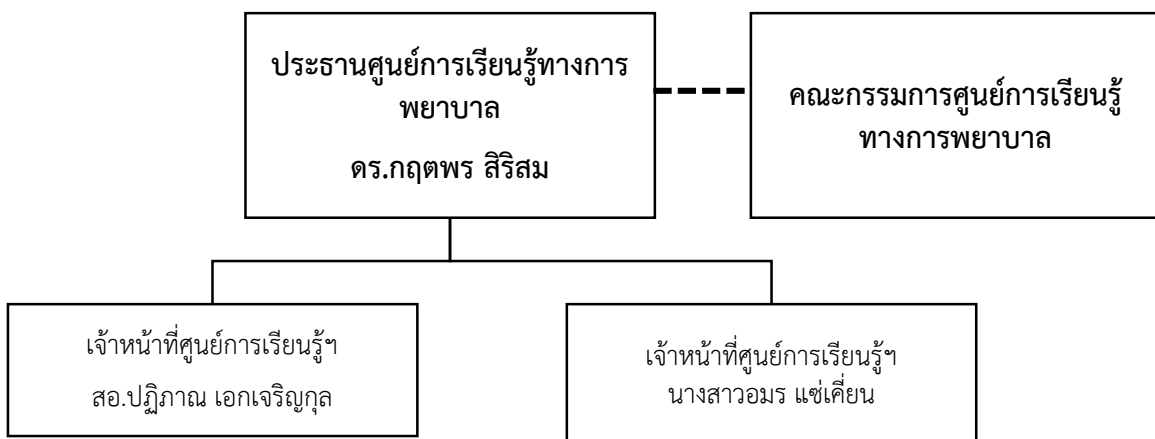 ประธานศูนย์การเรียนรู้ทางการ
พยาบาล
ดร.กฤตพร สิริสม
คณะกรรมการศูนย์การเรียนรู้
ทางการพยาบาล
เจ้าหน้าที่ศูนย์การเรียนรู้ฯ
สอ.ปฏิภาณ เอกเจริญกุล
เจ้าหน้าที่ศูนย์การเรียนรู้ฯ
นางสาวอมร แซ่เคี่ยน